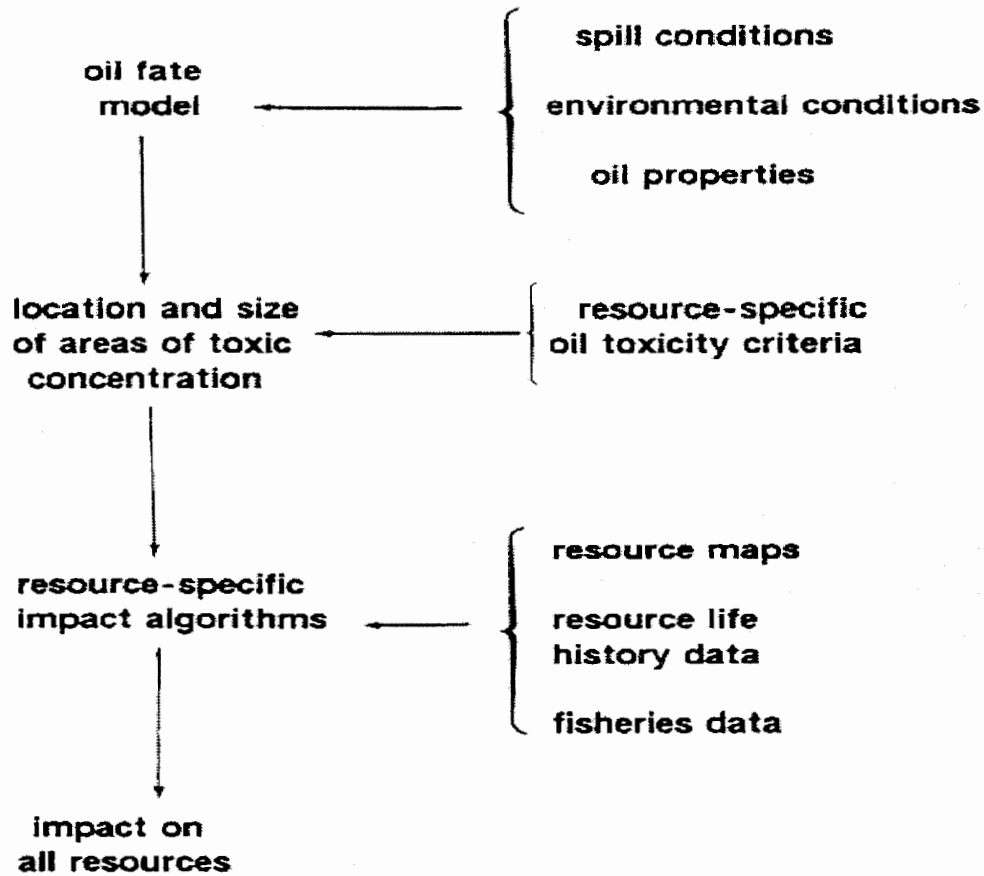 oil fate
model
spill conditions
environmental conditions
oil properties
location and size
of areas of toxic
concentration
resource-specific
oil toxicity criteria
resource-specific
impact algorithms
resource maps
resource life
history data
fisheries data
impact on
all resources